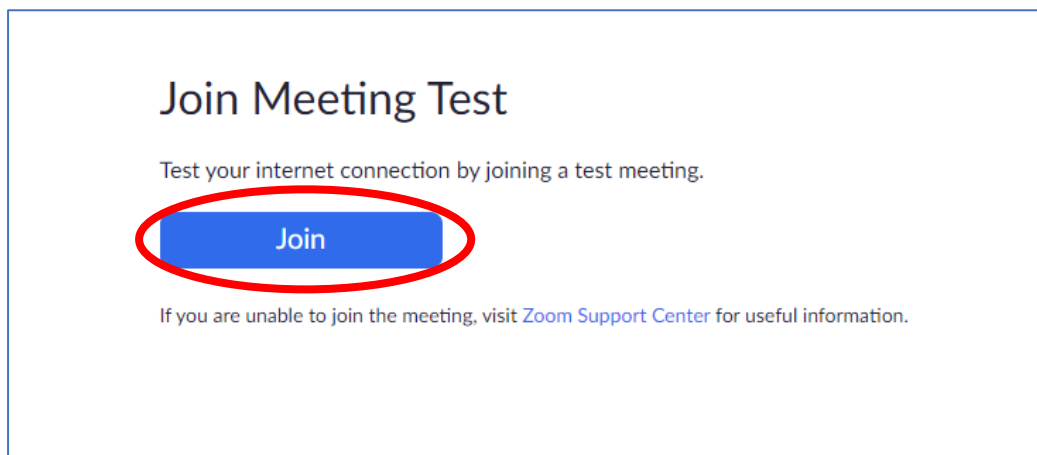 Join Meeting Test
Test your internet connection by joining a test meeting.
Join
If you are unable to join the meeting, visit Zoom Support Center for useful information.